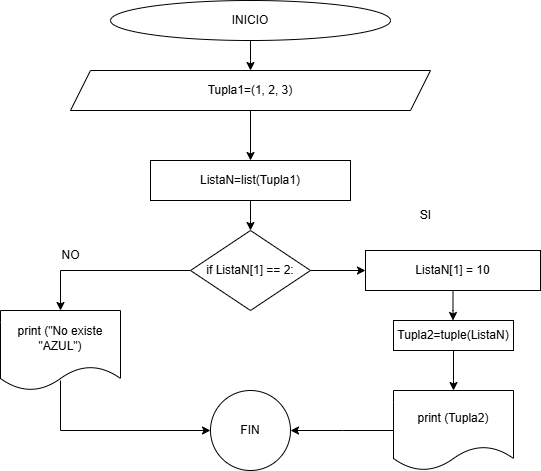 INICIO
Tupla1=(1, 2, 3)
ListaN=list(Tupla1)
SI
NO
if ListaN[1] == 2:
ListaN[1] = 10
print ("No existe
"AZUL")
Tupla2=tuple(ListaN)
FIN
print (Tupla2)